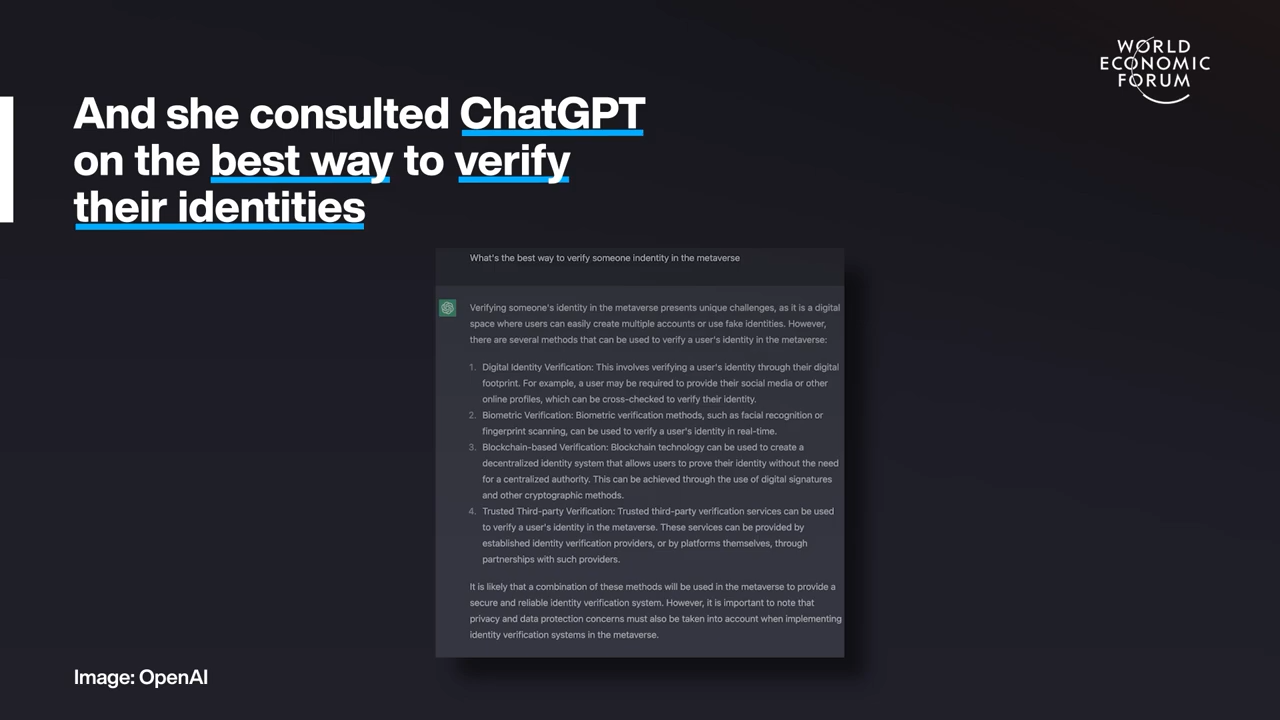 WORLD
ECONOMIC
FORUM
And she consulted ChatGPT
on the best way to verify
their identities
What's the best way to verify someone indentity in the metaverse
Verifying someone's identity in the metaverse presents unique challenges, as it is a digital
space where users can easily create multiple accounts or use fake identities. However,
there are several methods that can be used to verify a user's identity in the metaverse:
1. Digital Identity Verification: This involves verifying a user's identity through their digital
footprint. For example, a user may be required to provide their social media or other
online profiles, which can be cross-checked to verify their identity.
2. Biometric Verification: Biometric verification methods, such as facial recognition or
fingerprint scanning, can be used to verify a user's identity in real-time.
3. Blockchain-based Verification: Blockchain technology can be used to create a
decentralized identity system that allows users to prove their identity without the need
for a centralized authority. This can be achieved through the use of digital signatures
and other cryptographic methods.
4. Trusted Third-party Verification: Trusted third-party verification services can be used
to verify a user's identity in the metaverse. These services can be provided by
established identity verification providers, or by platforms themselves, through
partnerships with such providers.
It is likely that a combination of these methods will be used in the metaverse to provide a
secure and reliable identity verification system. However, it is important to note that
privacy and data protection concerns must also be taken into account when implementing
identity verification systems in the metaverse.
Image: OpenAI